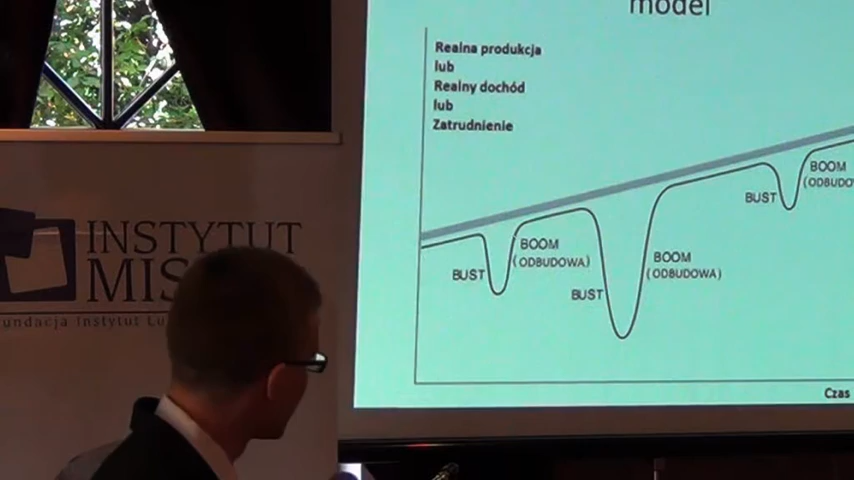 model
Realna produkcja
lub
Realny dochód
lub
Zatrudnienie
BOOM
(ODBUDO
BUST
BOOM
(ODBUDOWA)
BUST
BOOM
(ODBUDOWA)
BUST
Czas
INSTYTUT
MIS
undacja Instytut Lu